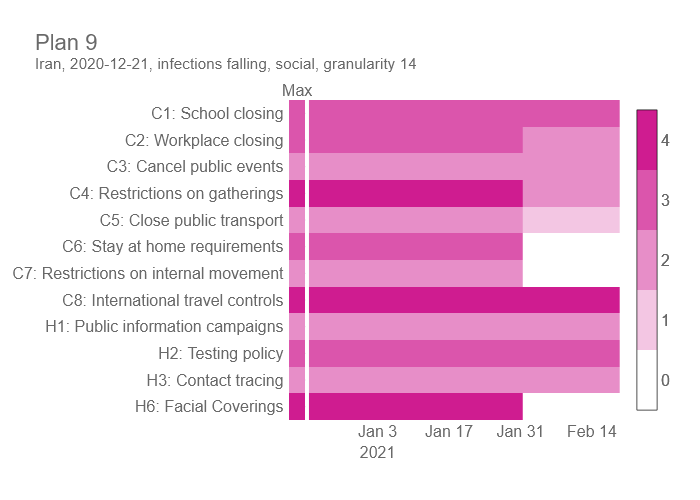 Plan 9
Iran, 2020-12-21, infections falling, social, granularity 14
Max
C1: School closing
C2: Workplace closing
C3: Cancel public events
C4: Restrictions on gatherings
C5: Close public transport
C6: Stay at home requirements
C7: Restrictions on internal movement
C8: International travel controls
H1: Public information campaigns
H2: Testing policy
H3: Contact tracing
H6: Facial Coverings
Jan 3 Jan 17 Jan 31 Feb 14
2021
4
3
2
1
0